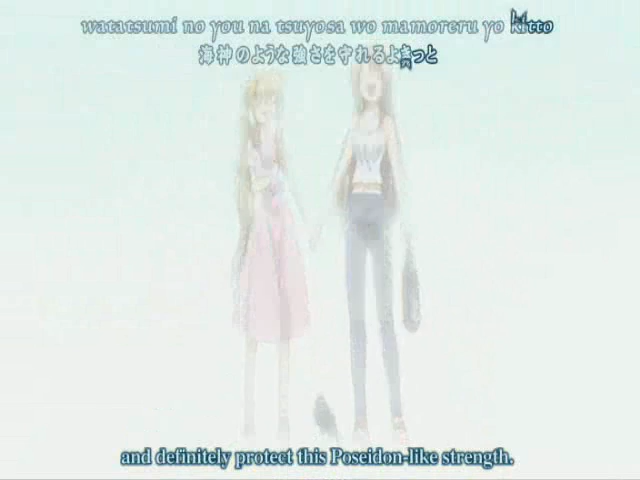 watatsumi no you na tsuyosa wo mamoreru yo kitto
海神のような強さを守れるよきっと
and definitely protect this Poseidon-like strength.